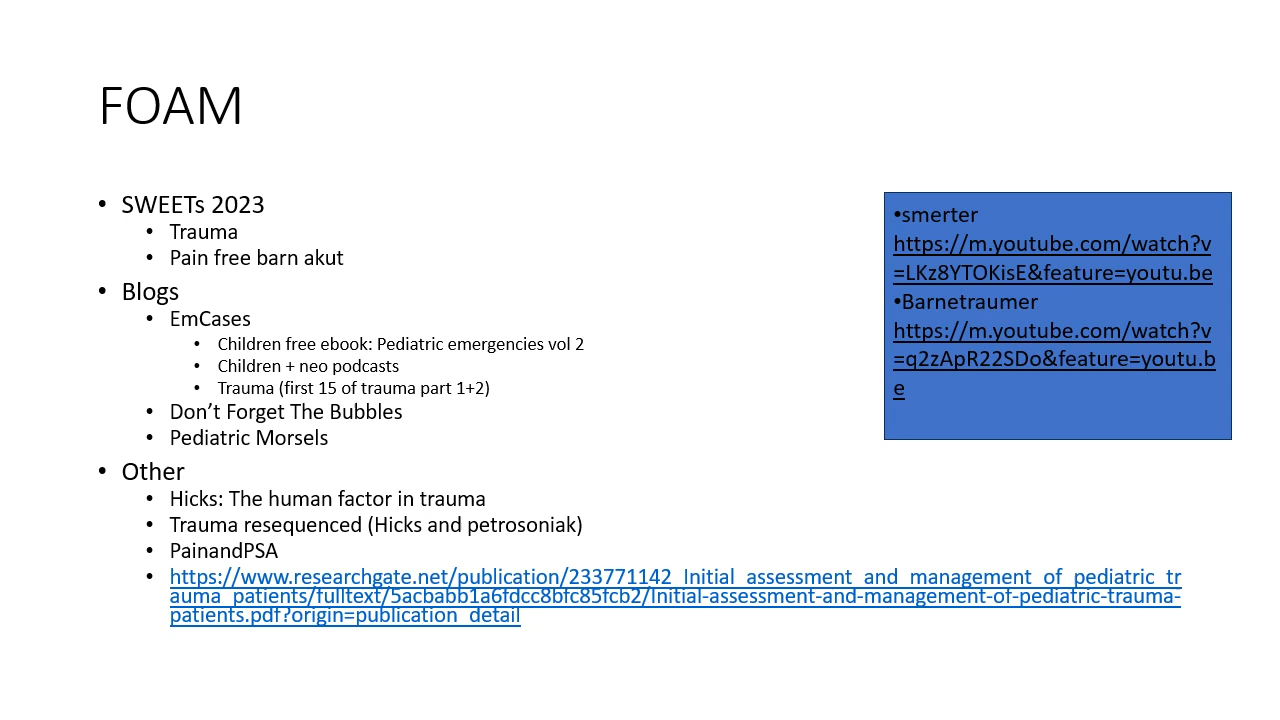 FOAM
• SWEETs 2023
• Trauma
• Pain free barn akut
• Blogs
• EmCases
• Children free ebook: Pediatric emergencies vol 2
• Children + neo podcasts
• Trauma (first 15 of trauma part 1+2)
• Don’t Forget The Bubbles
• Pediatric Morsels
• Other
• Hicks: The human factor in trauma
• Trauma resequenced (Hicks and petrosoniak)
• PainandPSA
• https://www.researchgate.net/publication/233771142_Initial_assessment_and_management_of_pediatric_tr
auma_patients/fulltext/5acbabb1a6fdcc8bfc85fcb2/Initial-assessment-and-management-of-pediatric-trauma-
patients.pdf?origin=publication_detail
•smerter
https://m.youtube.com/watch?v
=LKz8YTOKisE&feature=youtu.be
•Barnetraumer
https://m.youtube.com/watch?v
=q2zApR22SDo&feature=youtu.b
e